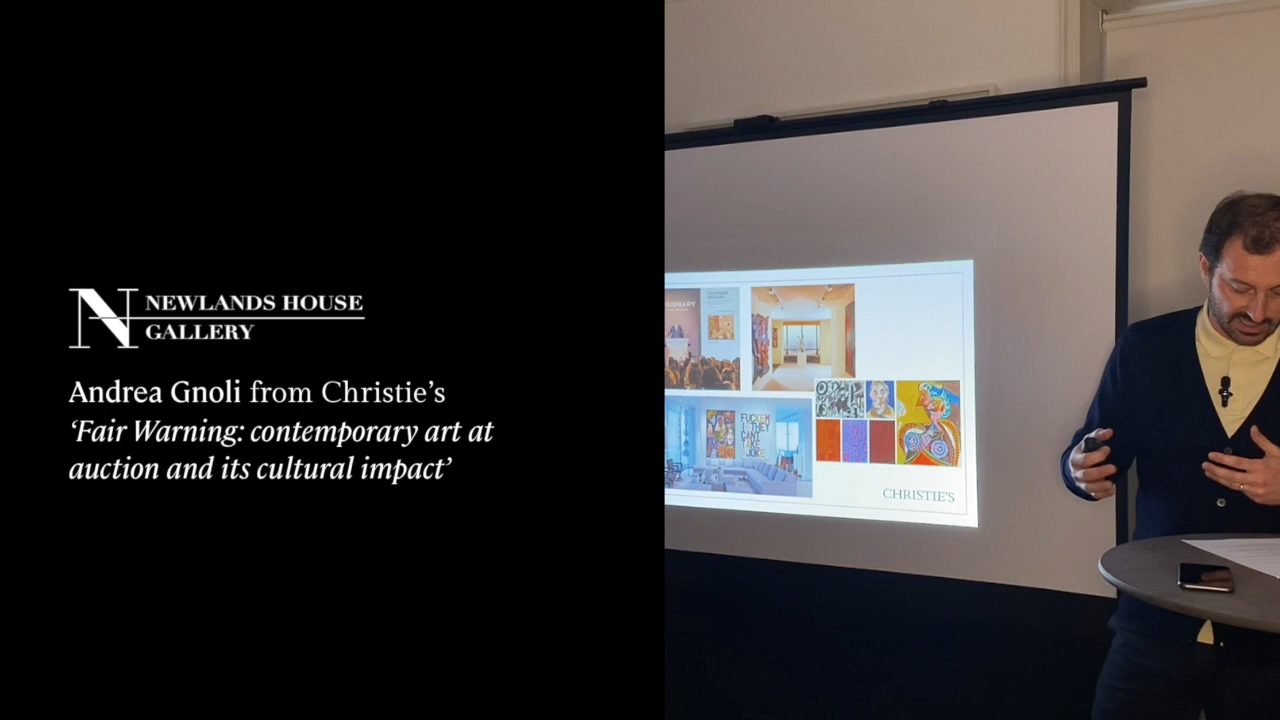 NEWLANDS HOUSE
GALLERY
Andrea Gnoli from Christie’s
‘Fair Warning: contemporary art at
auction and its cultural impact’
FUCKEM
I THEY
CANT
TAKE
JOKE
CHRISTIE'S